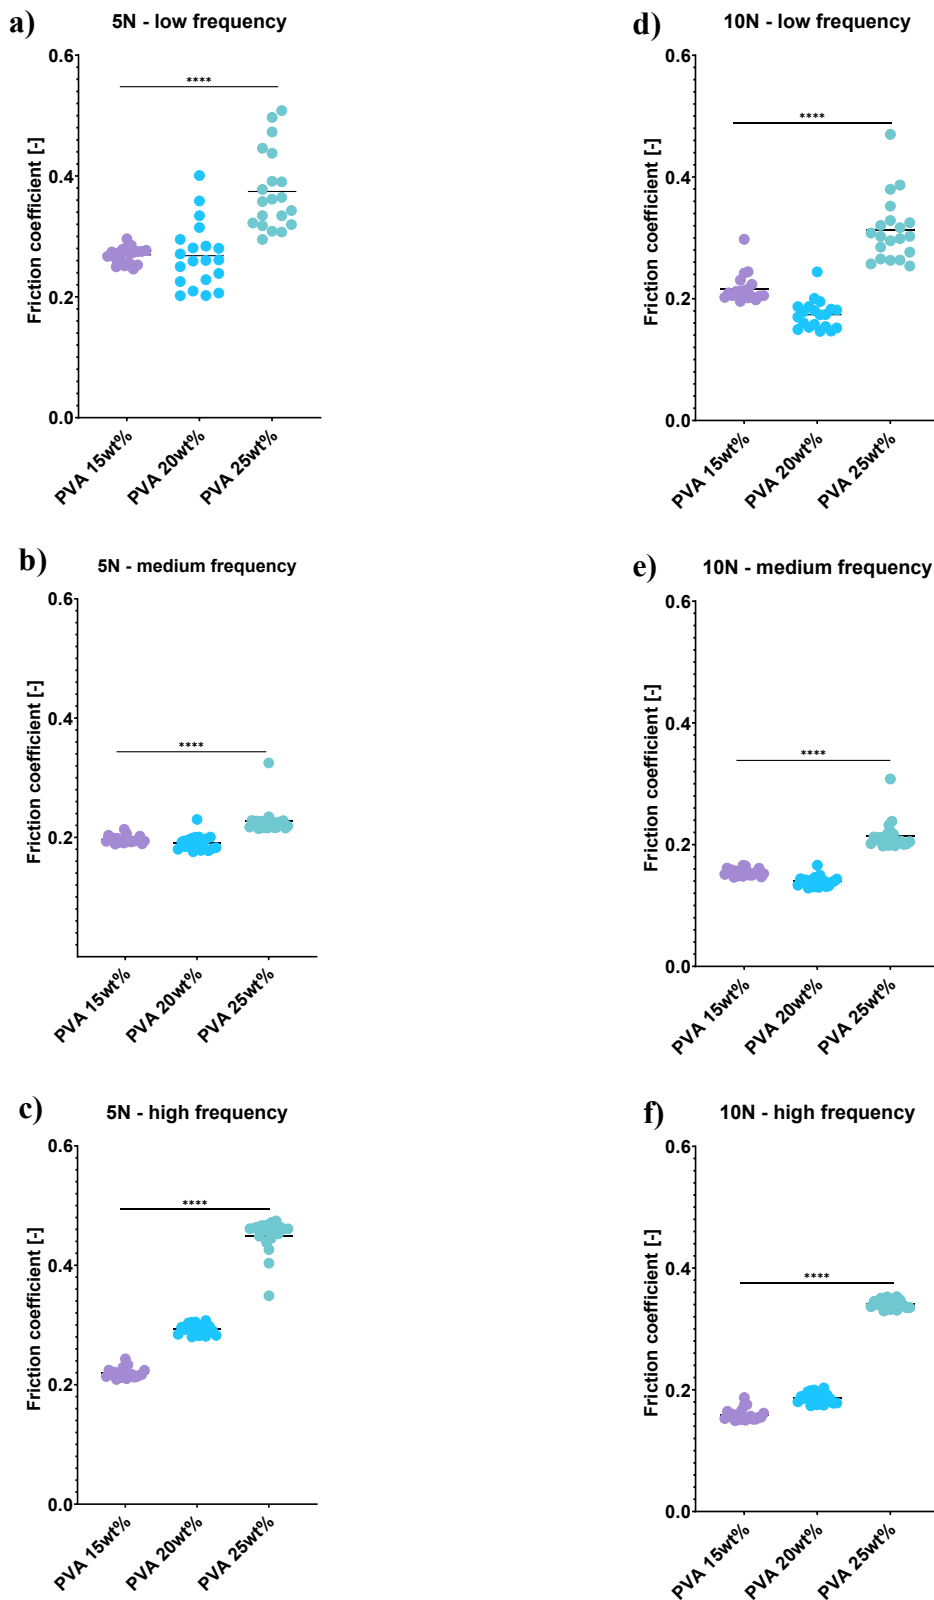 a)
5N - low frequency
Friction coefficient [-]
0.6
0.4
0.2
0.0
****
PVA 15wt%
PVA 20wt%
PVA 25wt%
d)
10N - low frequency
Friction coefficient [-]
0.6
0.4
0.2
0.0
****
PVA 15wt%
PVA 20wt%
PVA 25wt%
b)
5N - medium frequency
Friction coefficient [-]
0.6
0.4
0.2
****
PVA 15wt%
PVA 20wt%
PVA 25wt%
e)
10N - medium frequency
Friction coefficient [-]
0.6
0.4
0.2
0.0
****
PVA 15wt%
PVA 20wt%
PVA 25wt%
c)
5N - high frequency
Friction coefficient [-]
0.6
0.4
0.2
0.0
****
PVA 15wt%
PVA 20wt%
PVA 25wt%
f)
10N - high frequency
Friction coefficient [-]
0.6
0.4
0.2
0.0
****
PVA 15wt%
PVA 20wt%
PVA 25wt%